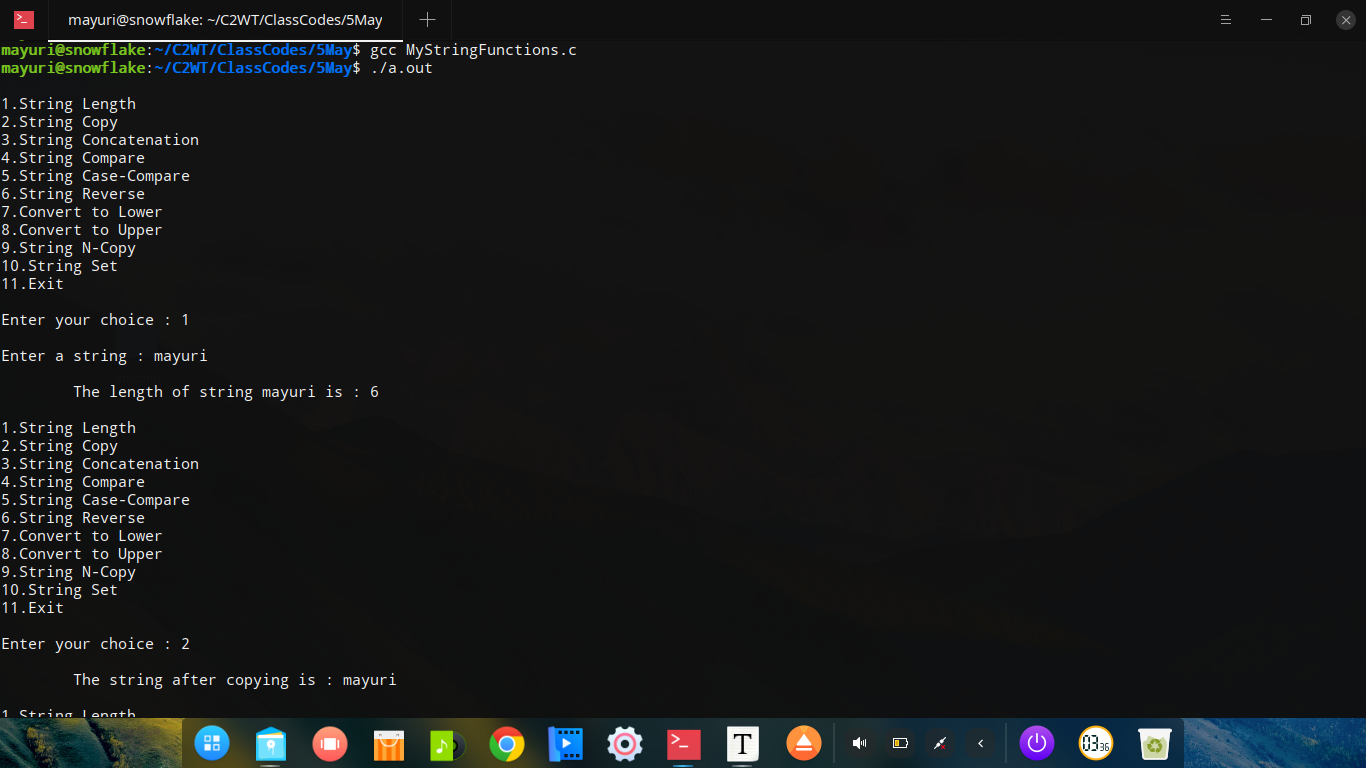 mayuri@snowflake: ~/C2WT/ClassCodes/5May
mayuri@snowflake:~/C2WT/ClassCodes/5May$ gcc MyStringFunctions.c
mayuri@snowflake:~/C2WT/ClassCodes/5May$ ./a.out
1.String Length
2.String Copy
3.String Concatenation
4.String Compare
5.String Case-Compare
6.String Reverse
7.Convert to Lower
8.Convert to Upper
9.String N-Copy
10.String Set
11.Exit
Enter your choice : 1
Enter a string : mayuri
The length of string mayuri is : 6
1.String Length
2.String Copy
3.String Concatenation
4.String Compare
5.String Case-Compare
6.String Reverse
7.Convert to Lower
8.Convert to Upper
9.String N-Copy
10.String Set
11.Exit
Enter your choice : 2
The string after copying is : mayuri
1.String Length
T
03 36